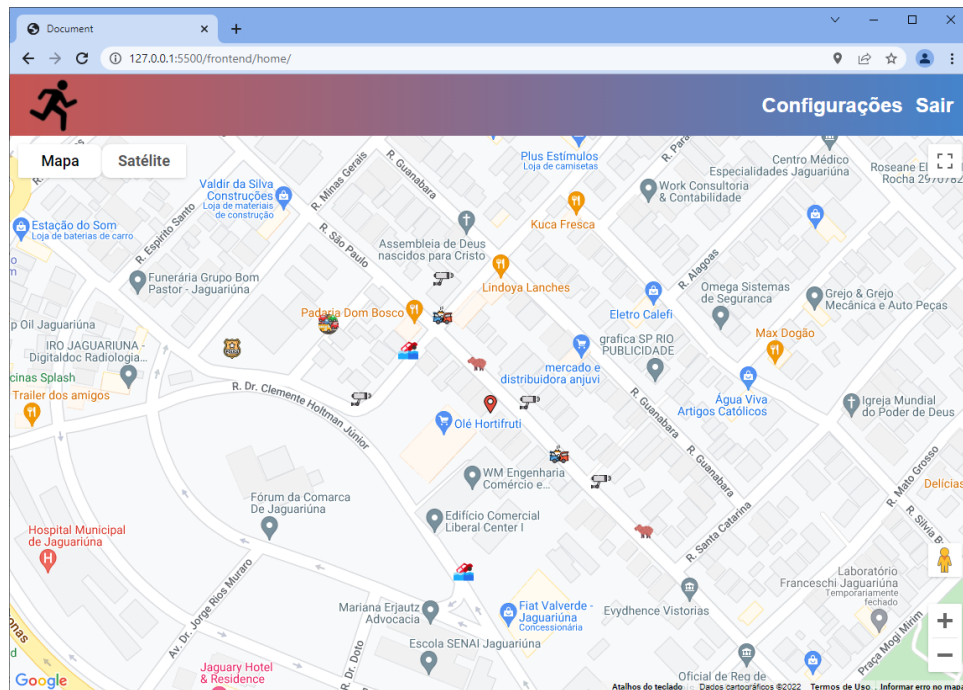 Document
127.0.0.1:5500/frontend/home/
Configurações Sair
Mapa
Satélite
Plus Estímulos
Loja de camisetas
Centro Médico
Especialidades Jaguariúna
Roseane El
Rocha 2970782
Work Consultoria
& Contabilidade
R. Guanabara
R. Minas Gerais
Valdir da Silva
Construções
Loja de materiais
de construção
Kuca Fresca
Estação do Som
Loja de baterias de carro
R. Espírito Santo
R. São Paulo
Assembleia de Deus
nascidos para Cristo
R. Alagoas
Funerária Grupo Bom
Pastor - Jaguariúna
Lindoya Lanches
Omega Sistemas
de Seguranca
Grejo & Grejo
Mecânica e Auto Peças
Padaria Dom Bosco
Eletro Calefi
p Oil Jaguariúna
Max Dogão
IRO JAGUARIUNA -
Digitaldoc Radiologia...
grafica SP RIO
PUBLICIDADE
mercado e
distribuidora anjuvi
cinas Splash
Trailer dos amigos
R. Dr. Clemente Holtman Júnior
Água Viva
Artigos Católicos
Igreja Mundial
do Poder de Deus
R. Guanabara
Olé Hortifruti
R. Guanabara
R. Mato Grosso
WM Engenharia
Comércio e...
Delícias
Fórum da Comarca
De Jaguariúna
Edifício Comercial
Liberal Center I
R. Santa Catarina
Hospital Municipal
de Jaguariúna
Laboratório
Franceschi Jaguariúna
Temporariamente
fechado
Av. Dr. Jorge Rios Muraro
Mariana Erjautz
Advocacia
Fiat Valverde -
Jaguariúna
Concessionária
Evydhence Vistorias
Escola SENAI Jaguariúna
R. Dr. Doto
Praça Mogi Mirim
Jaguary Hotel
& Residence
Oficial de Reg de
Google
Atalhos do teclado
Dados cartográficos ©2022
Termos de Uso
Informar erro no mapa